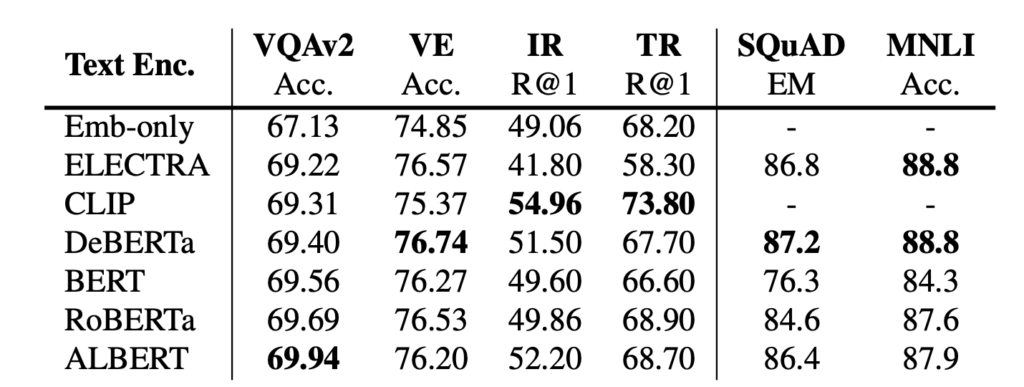 Text Enc. VQAv2 VE IR TR SQuAD MNLI
Acc. Acc. R@1 R@1 EM Acc.
Emb-only 67.13 74.85 49.06 68.20 - -
ELECTRA 69.22 76.57 41.80 58.30 86.8 88.8
CLIP 69.31 75.37 54.96 73.80 - -
DeBERTa 69.40 76.74 51.50 67.70 87.2 88.8
BERT 69.56 76.27 49.60 66.60 76.3 84.3
RoBERTa 69.69 76.53 49.86 68.90 84.6 87.6
ALBERT 69.94 76.20 52.20 68.70 86.4 87.9